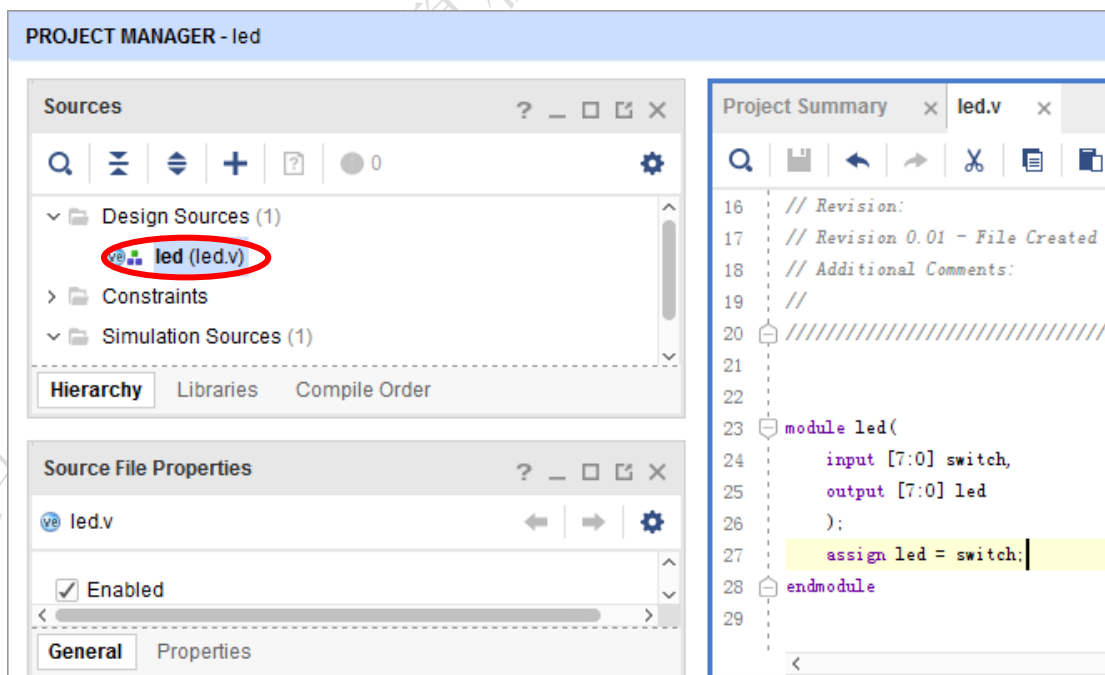 PROJECT MANAGER - led
Sources
? _
0
Design Sources (1)
led (led.v)
Constraints
Simulation Sources (1)
Hierarchy Libraries Compile Order
Source File Properties
led.v
Enabled
General Properties
Project Summary × led.v ×
16 // Revision:
17 // Revision 0.01 - File Created
18 // Additional Comments:
19 //
20 ////////////////////////////////
21
22
23 module led(
24 input [7:0] switch,
25 output [7:0] led
26 );
27 assign led = switch;
28 endmodule
29